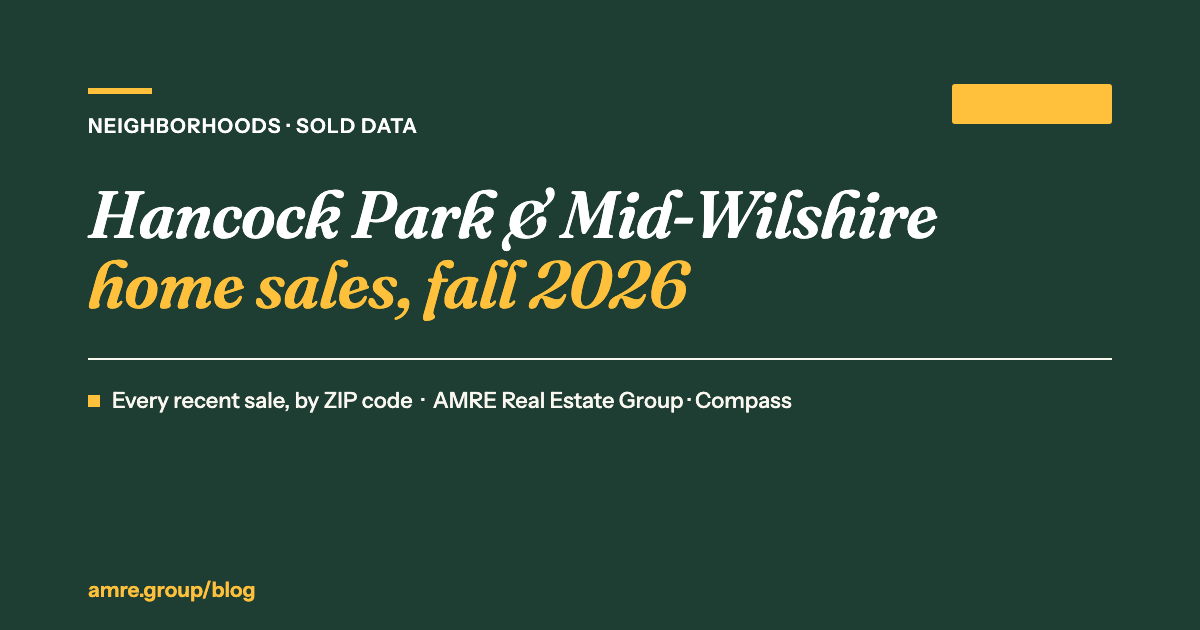 NEIGHBORHOODS · SOLD DATA
Hancock Park & Mid-Wilshire
home sales, fall 2026
Every recent sale, by ZIP code · AMRE Real Estate Group · Compass
amre.group/blog